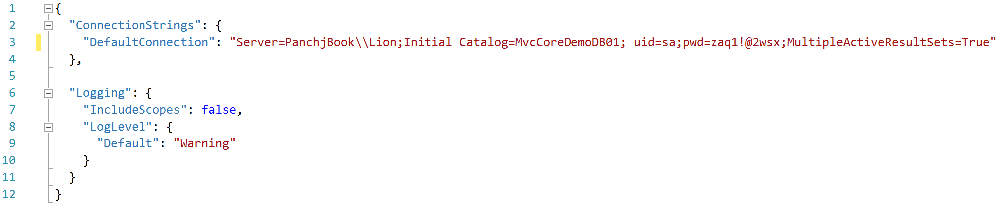 1 {
2   "ConnectionStrings": {
3     "DefaultConnection": "Server=PanchjBook\\Lion;Initial Catalog=MvcCoreDemoDB01; uid=sa;pwd=zaq1!@2wsx;MultipleActiveResultSets=True"
4   },
5
6   "Logging": {
7     "IncludeScopes": false,
8     "LogLevel": {
9       "Default": "Warning"
10     }
11   }
12 }